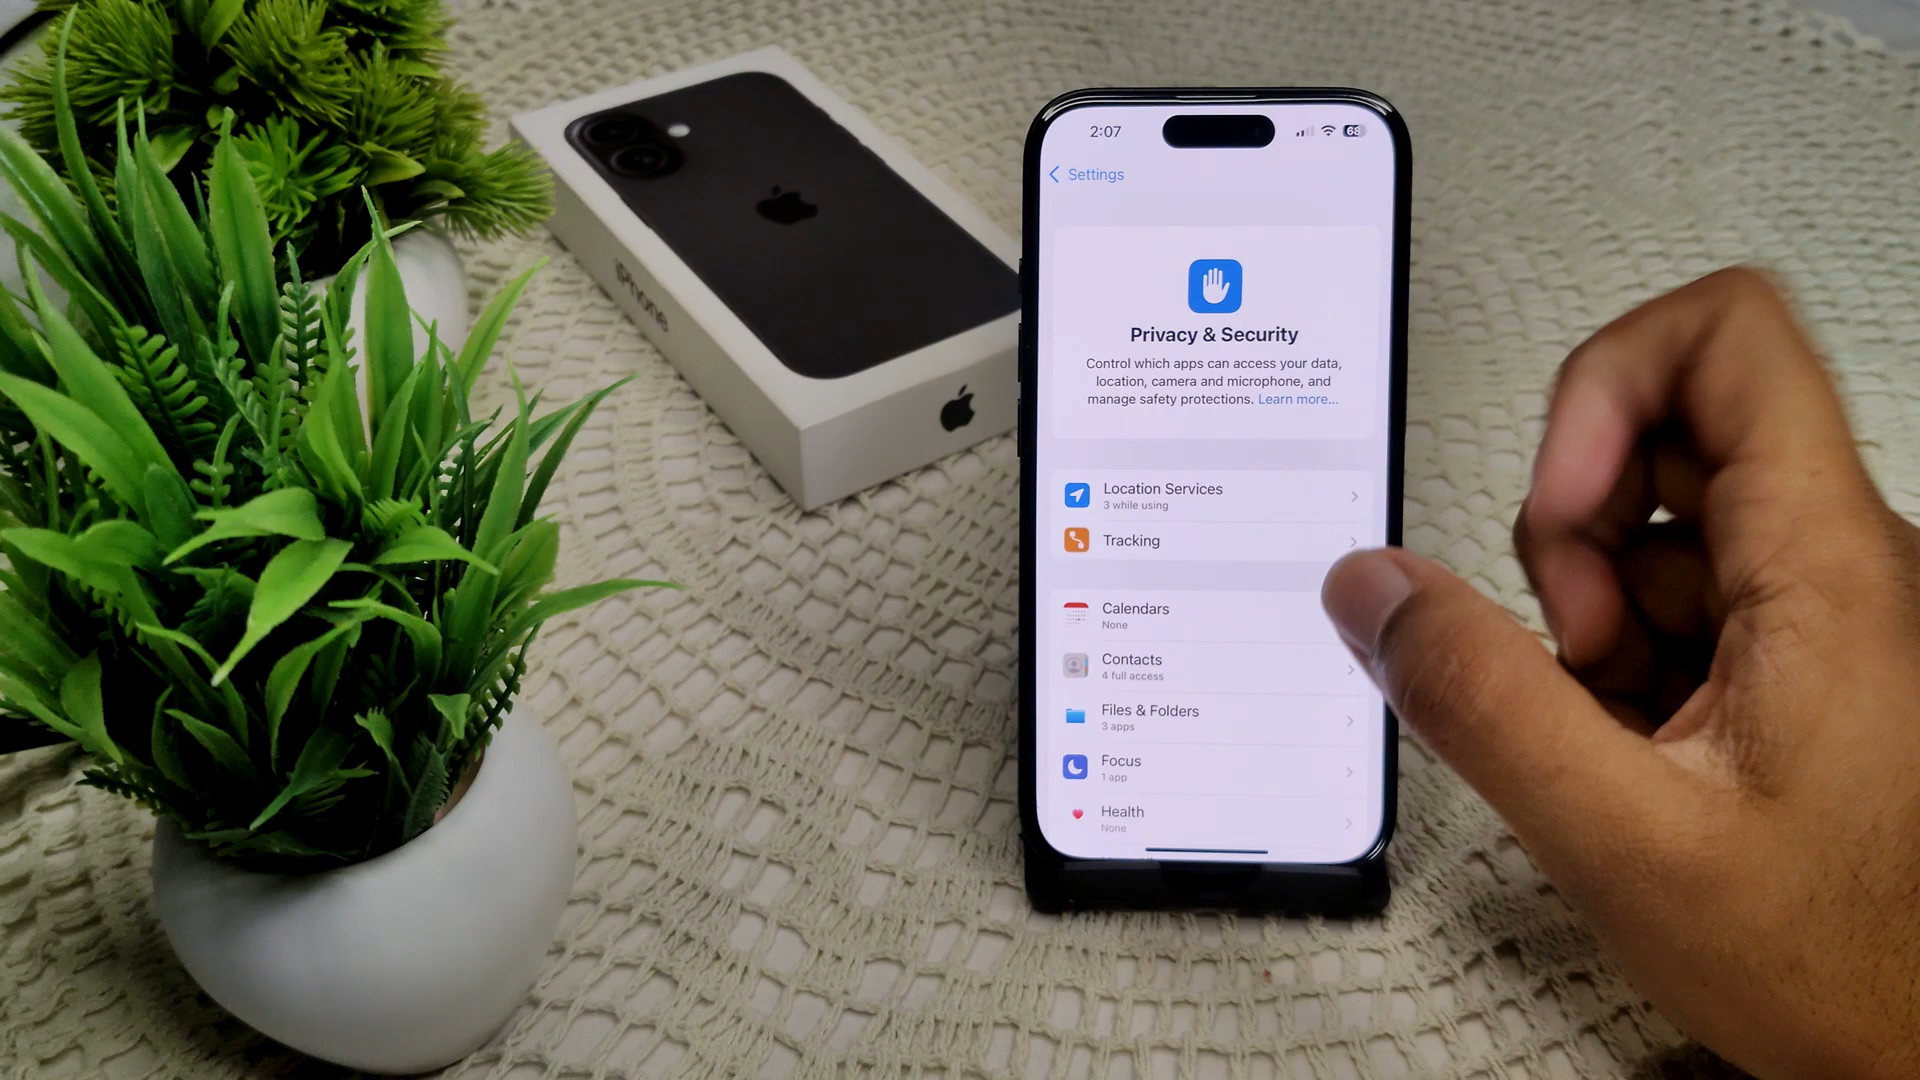 iPhone
2:07
68
Settings
Privacy & Security
Control which apps can access your data,
location, camera and microphone, and
manage safety protections. Learn more...
Location Services
3 while using
Tracking
Calendars
None
Contacts
4 full access
Files & Folders
3 apps
Focus
1 app
Health
None